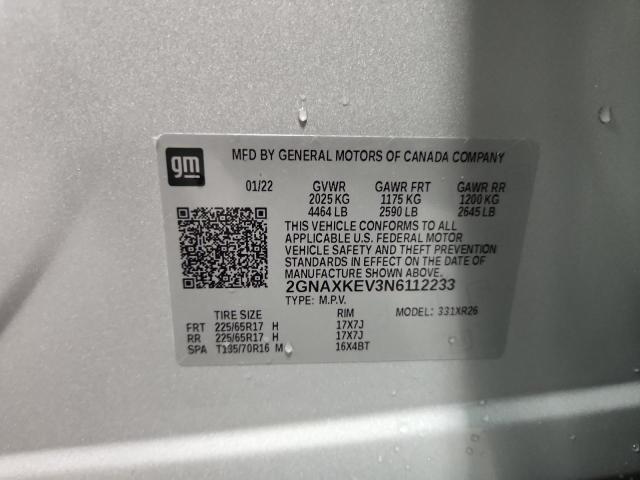 gm
MFD BY GENERAL MOTORS OF CANADA COMPANY
01/22 GVWR GAWR FRT GAWR RR
2025 KG 1175 KG 1200 KG
4464 LB 2590 LB 2645 LB
THIS VEHICLE CONFORMS TO ALL
APPLICABLE U.S. FEDERAL MOTOR
VEHICLE SAFETY AND THEFT PREVENTION
STANDARDS IN EFFECT ON THE DATE OF
MANUFACTURE SHOWN ABOVE.
2GNAXKEV3N6112233
TYPE: M.P.V. MODEL: 331XR26
TIRE SIZE RIM
FRT 225/65R17 H 17X7J
RR 225/65R17 H 17X7J
SPA T135/70R16 M 16X4BT